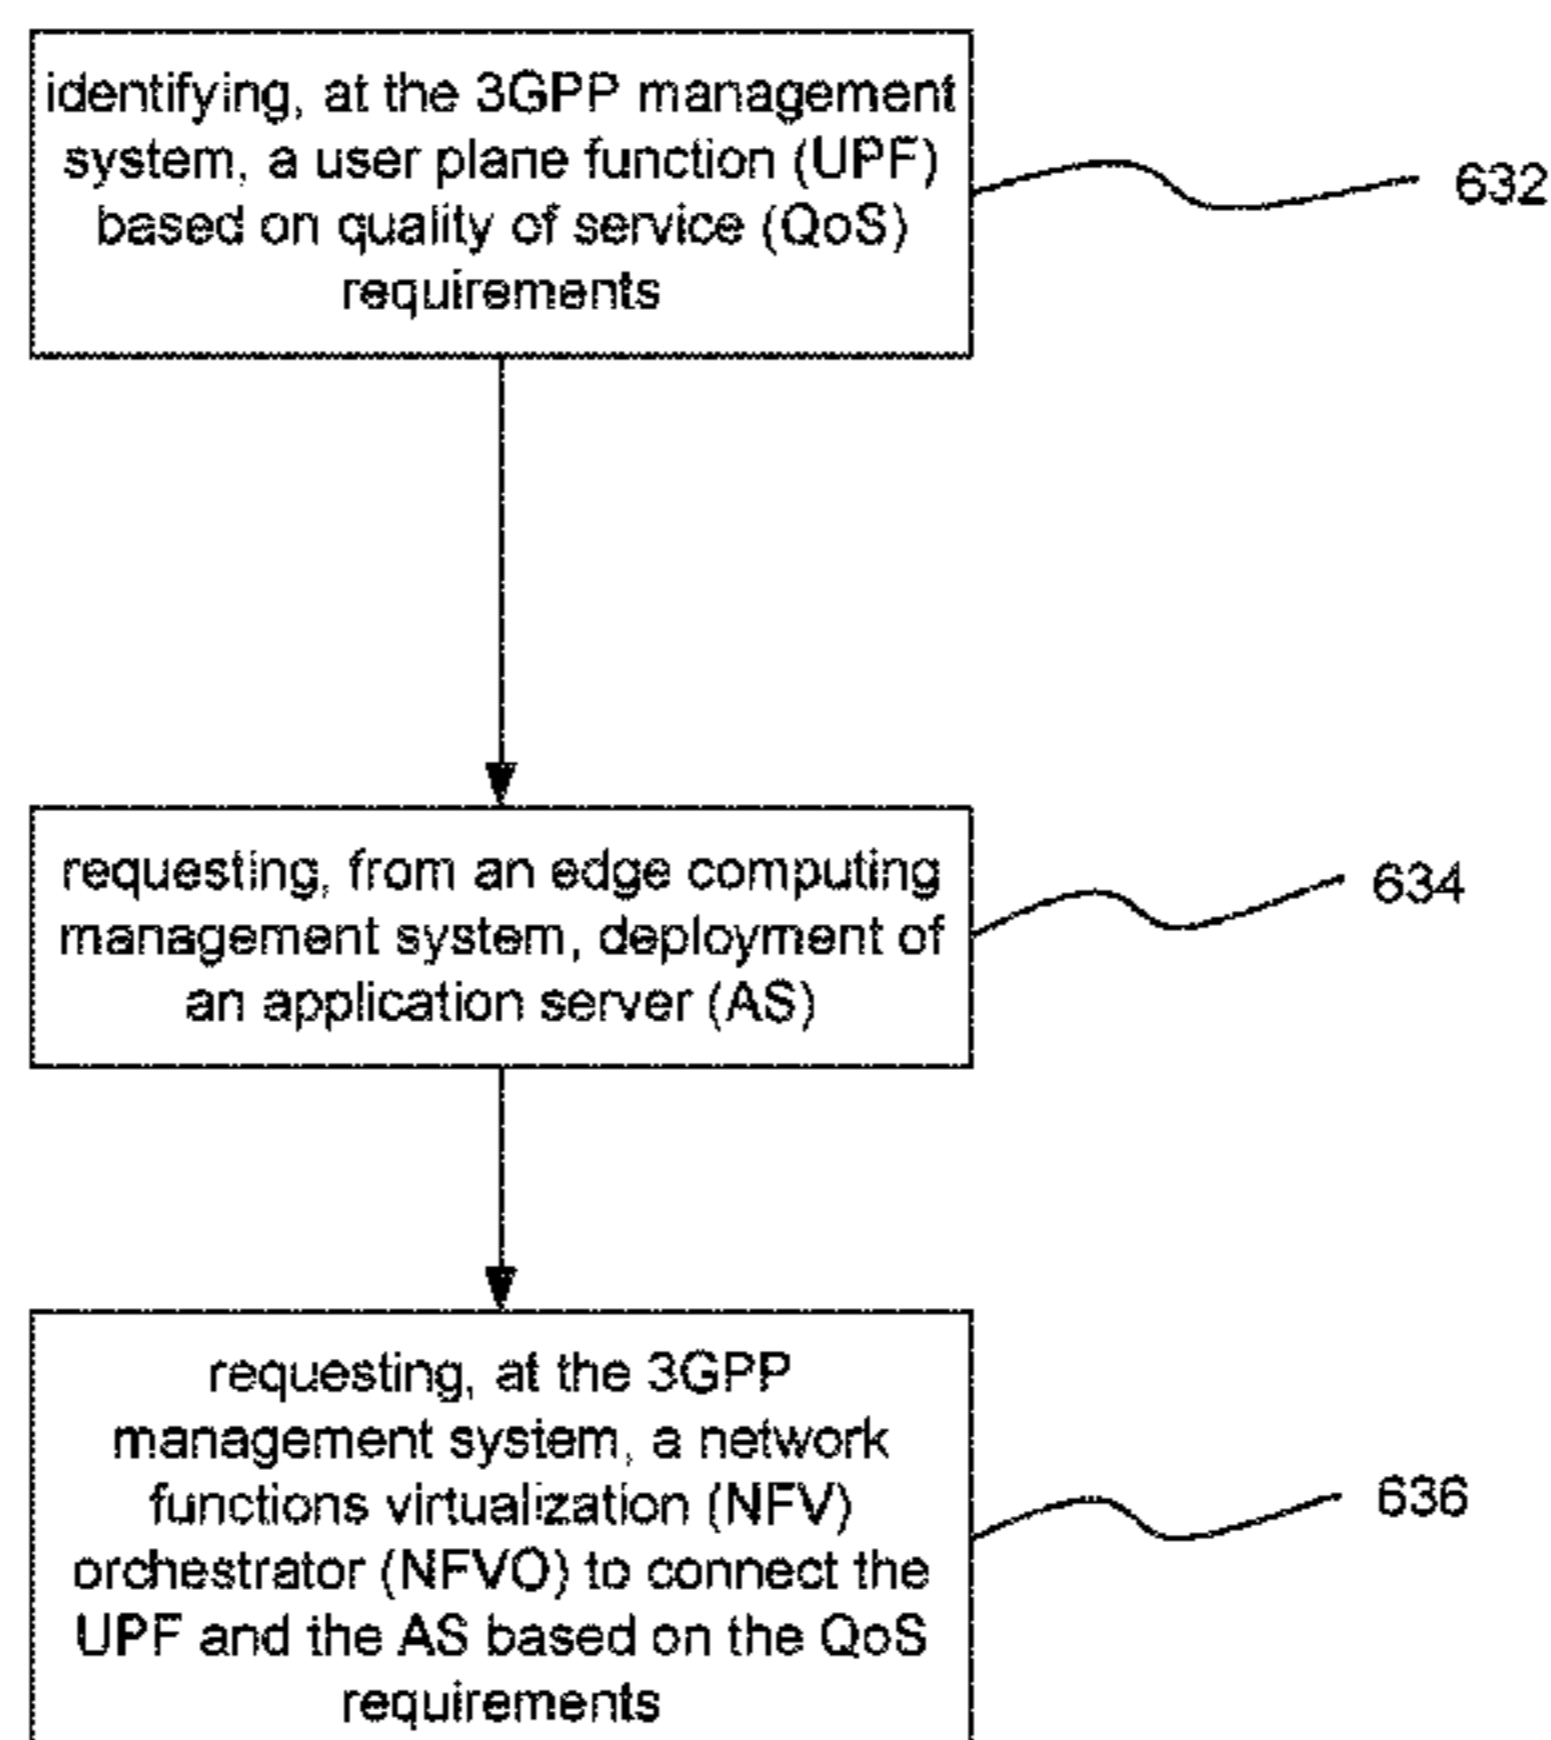 identifying, at the 3GPP management
system, a user plane function (UPF)
based on quality of service (QoS)
requirements
632
requesting, from an edge computing
management system, deployment of
an application server (AS)
634
requesting, at the 3GPP
management system, a network
functions virtualization (NFV)
orchestrator (NFVO) to connect the
UPF and the AS based on the QoS
requirements
636